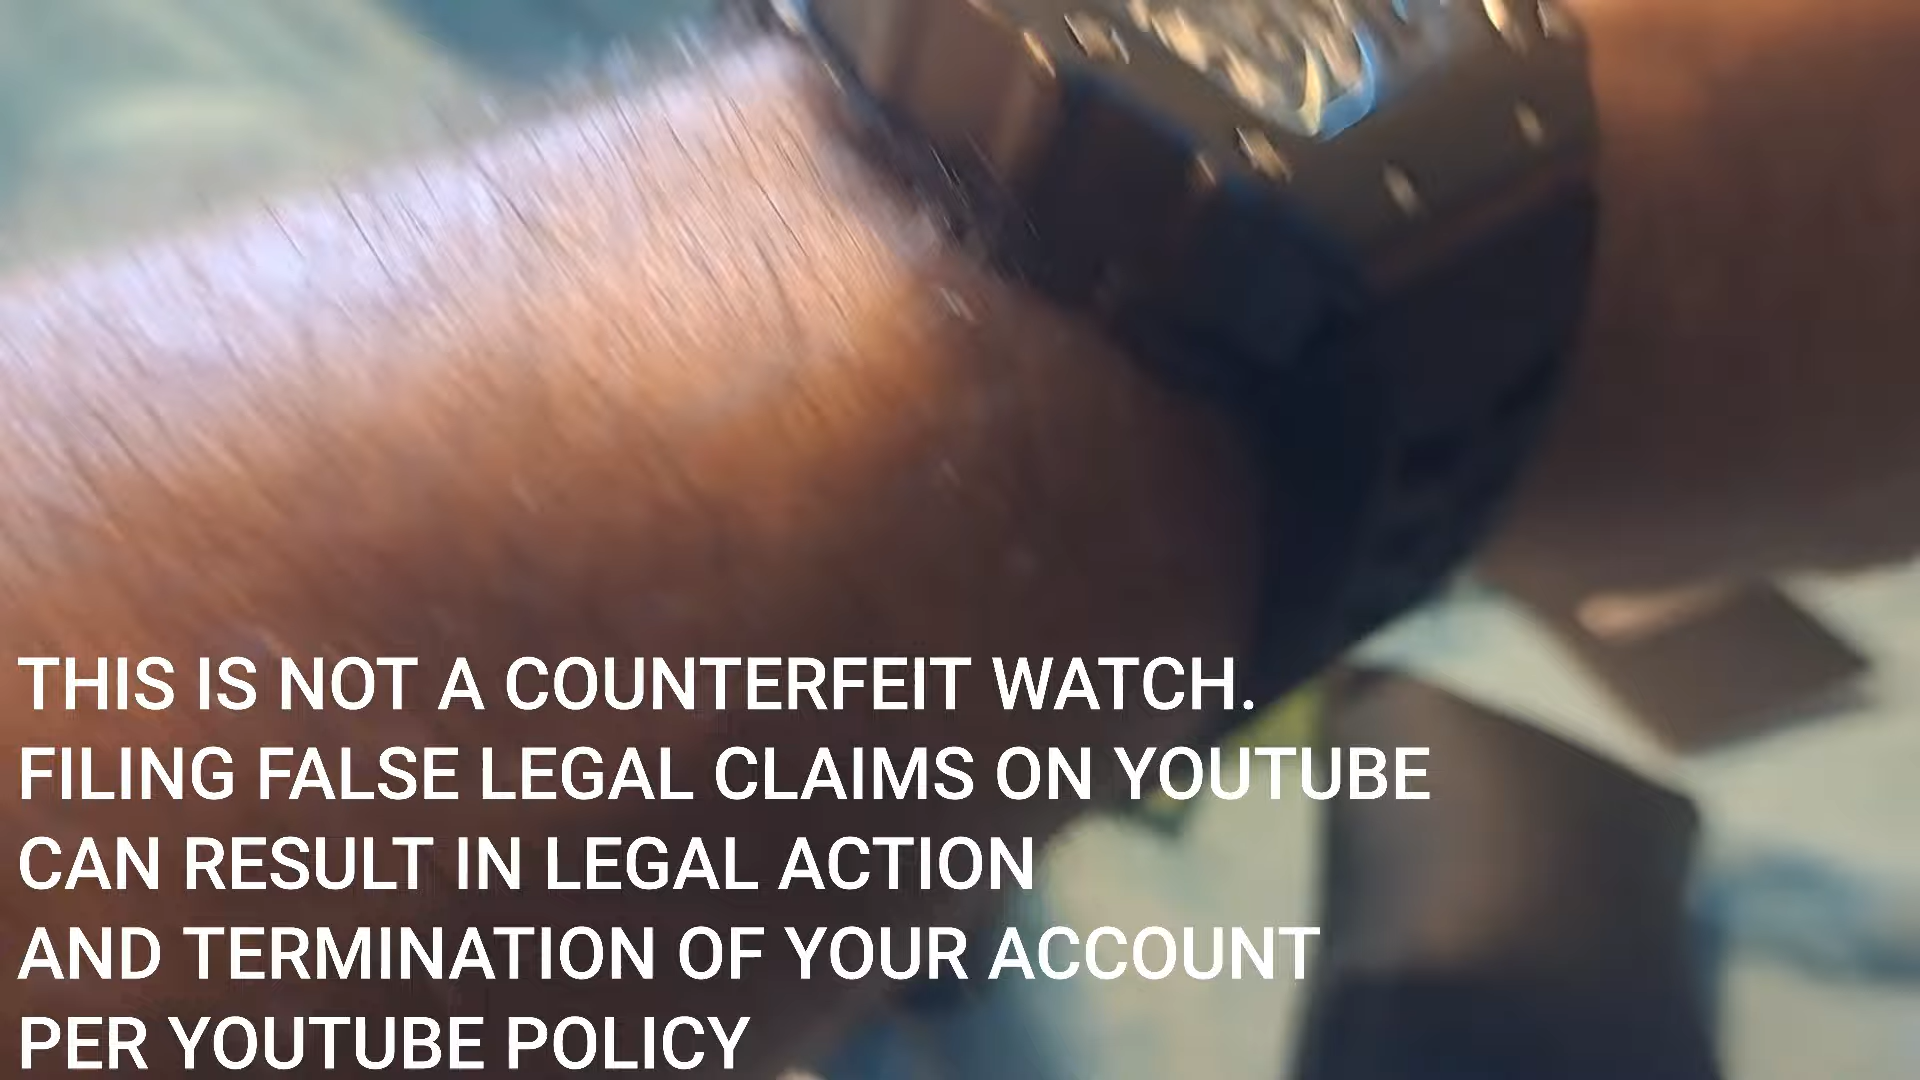 THIS IS NOT A COUNTERFEIT WATCH.
FILING FALSE LEGAL CLAIMS ON YOUTUBE
CAN RESULT IN LEGAL ACTION
AND TERMINATION OF YOUR ACCOUNT
PER YOUTUBE POLICY